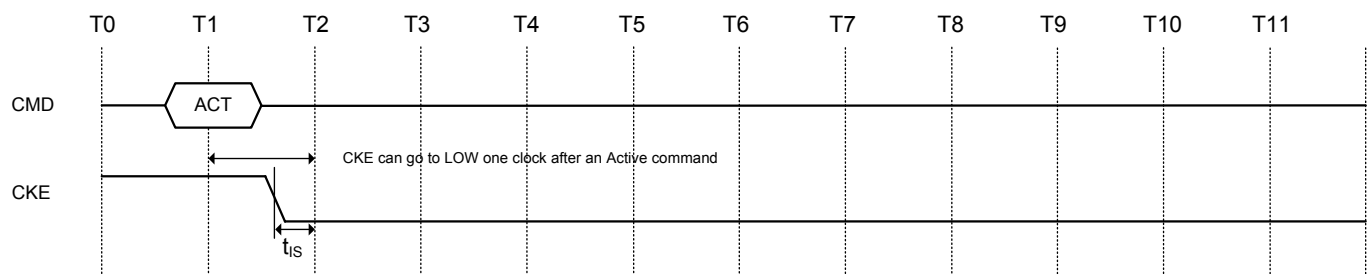 T0 T1 T2 T3 T4 T5 T6 T7 T8 T9 T10 T11
CMD ACT
CKE can go to LOW one clock after an Active command
CKE
tIS